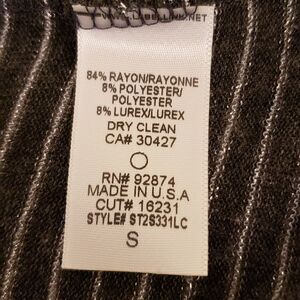 84% RAYON/RAYONNE
8% POLYESTER/
POLYESTER
8% LUREX/LUREX
DRY CLEAN
CA# 30427
RN# 92874
MADE IN U.S.A
CUT# 16231
STYLE# ST2S331LC
S